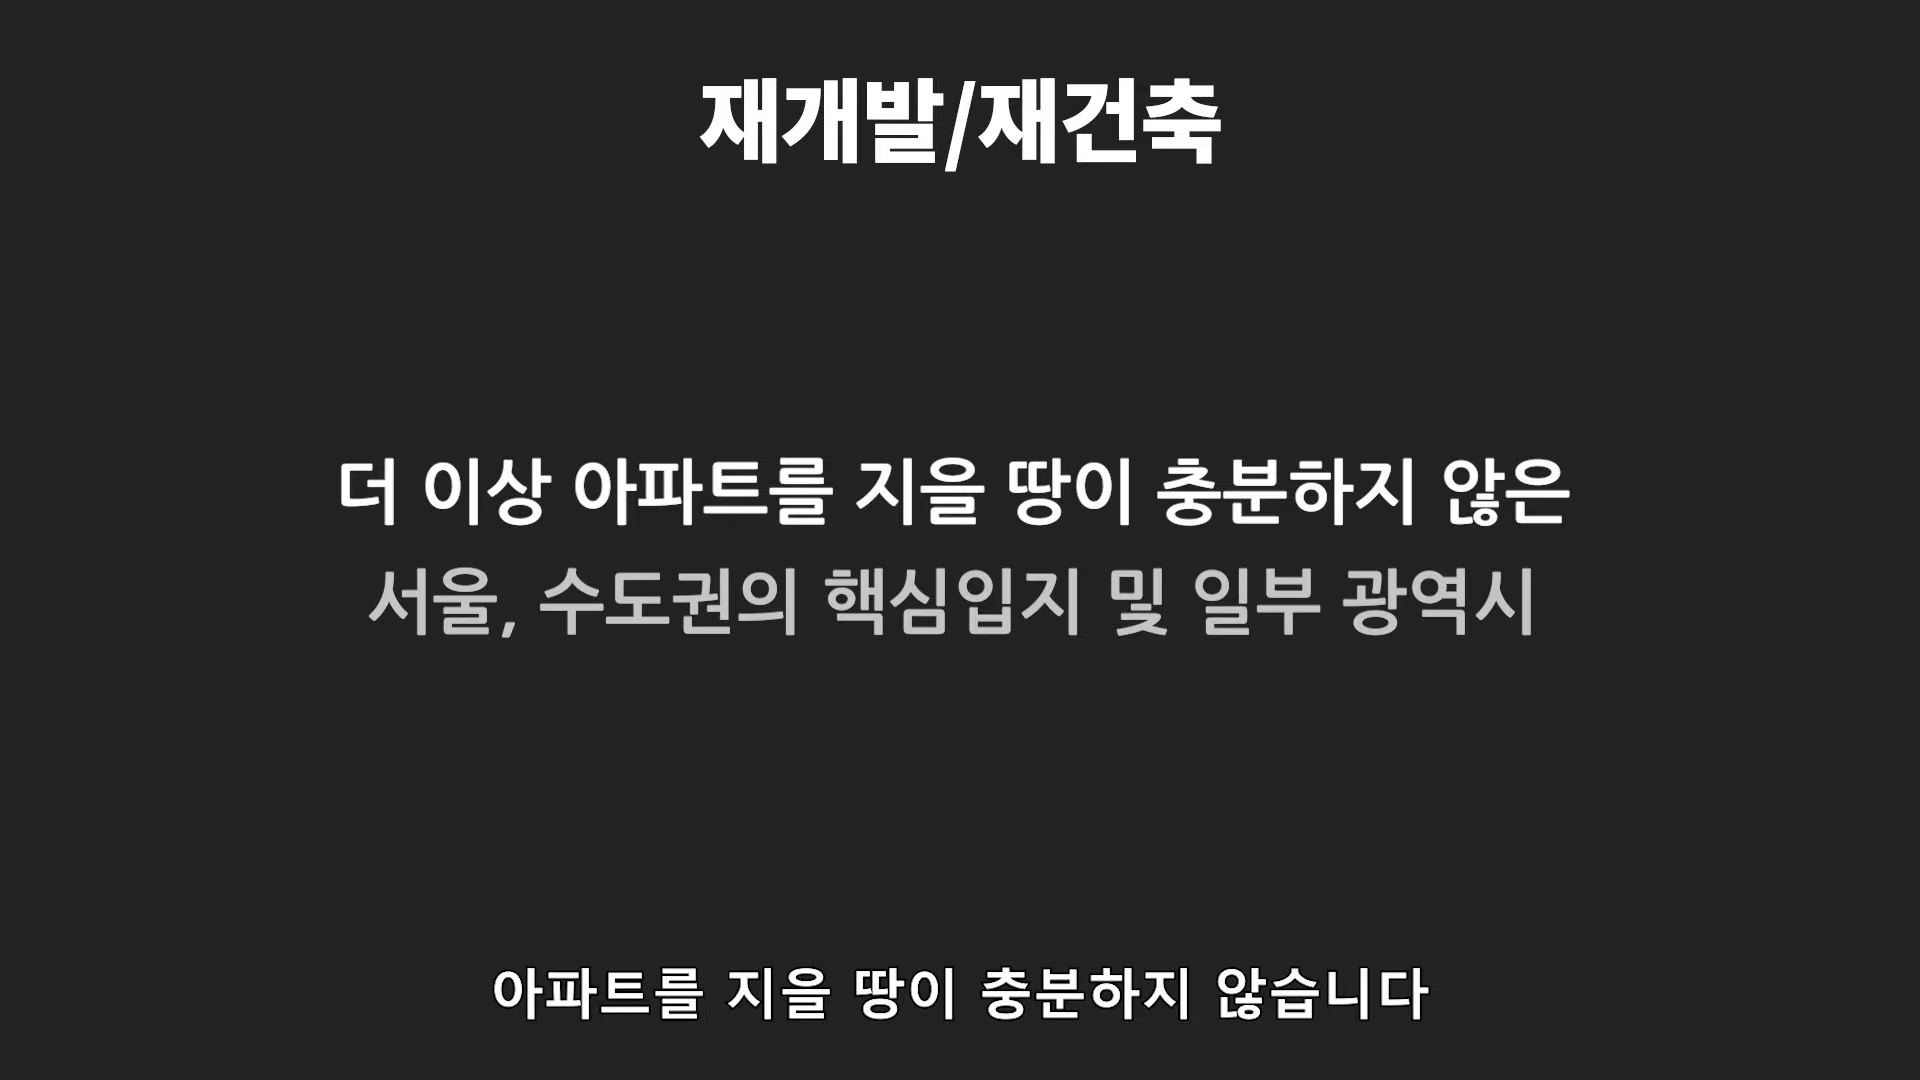 재개발/재건축
더 이상 아파트를 지을 땅이 충분하지 않은
서울, 수도권의 핵심입지 및 일부 광역시
아파트를 지을 땅이 충분하지 않습니다